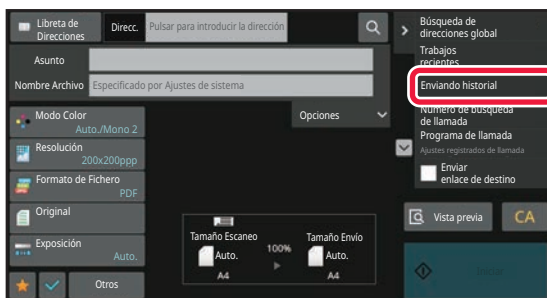 Libreta de
Direcciones
Direcc.
Pulsar para introducir la dirección
Asunto
Nombre Archivo
Especificado por Ajustes de sistema
Modo Color
Auto./Mono 2
Resolución
200x200ppp
Formato de Fichero
PDF
Original
Exposición
Auto.
Otros
Opciones
Tamaño Escaneo
Auto.
A4
100%
Tamaño Envío
Auto.
A4
Búsqueda de
direcciones global
Trabajos
recientes
Enviando historial
Número de búsqueda
de llamada
Programa de llamada
Ajustes registrados de llamada
Enviar
enlace de destino
Vista previa
CA